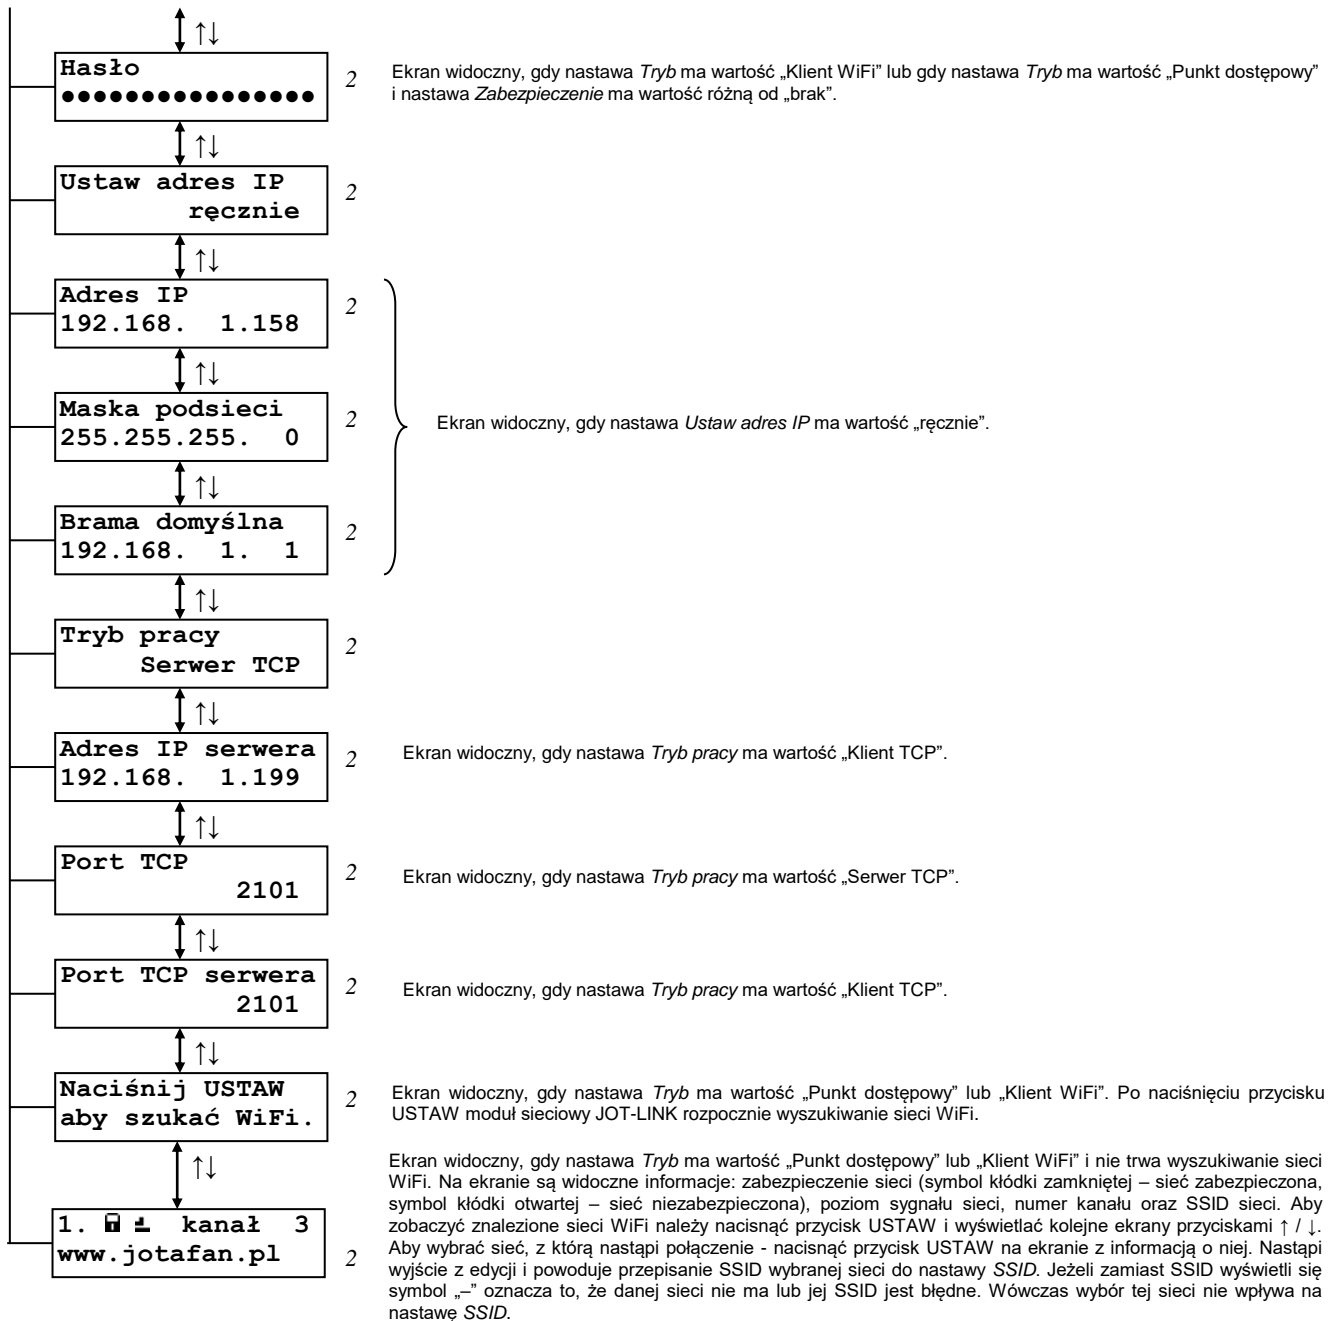 ↑↓
Hasło
●●●●●●●●●●●●●●●●
2
Ekran widoczny, gdy nastawa Tryb ma wartość „Klient WiFi” lub gdy nastawa Tryb ma wartość „Punkt dostępowy”
i nastawa Zabezpieczenie ma wartość różną od „brak”.
↑↓
Ustaw adres IP
ręcznie
2
↑↓
Adres IP
192.168. 1.158
2
↑↓
Maska podsieci
255.255.255. 0
2
Ekran widoczny, gdy nastawa Ustaw adres IP ma wartość „ręcznie”.
↑↓
Brama domyślna
192.168. 1. 1
2
↑↓
Tryb pracy
Serwer TCP
2
↑↓
Adres IP serwera
192.168. 1.199
2
Ekran widoczny, gdy nastawa Tryb pracy ma wartość „Klient TCP”.
↑↓
Port TCP
2101
2
Ekran widoczny, gdy nastawa Tryb pracy ma wartość „Serwer TCP”.
↑↓
Port TCP serwera
2101
2
Ekran widoczny, gdy nastawa Tryb pracy ma wartość „Klient TCP”.
↑↓
Naciśnij USTAW
aby szukać WiFi.
2
Ekran widoczny, gdy nastawa Tryb ma wartość „Punkt dostępowy” lub „Klient WiFi”. Po naciśnięciu przycisku
USTAW moduł sieciowy JOT-LINK rozpocznie wyszukiwanie sieci WiFi.
↑↓
1. kanał 3
www.jotafan.pl
2
Ekran widoczny, gdy nastawa Tryb ma wartość „Punkt dostępowy” lub „Klient WiFi” i nie trwa wyszukiwanie sieci
WiFi. Na ekranie są widoczne informacje: zabezpieczenie sieci (symbol kłódki zamkniętej – sieć zabezpieczona,
symbol kłódki otwartej – sieć niezabezpieczona), poziom sygnału sieci, numer kanału oraz SSID sieci. Aby
zobaczyć znalezione sieci WiFi należy nacisnąć przycisk USTAW i wyświetlać kolejne ekrany przyciskami ↑ / ↓.
Aby wybrać sieć, z którą nastąpi połączenie - nacisnąć przycisk USTAW na ekranie z informacją o niej. Nastąpi
wyjście z edycji i powoduje przepisanie SSID wybranej sieci do nastawy SSID. Jeżeli zamiast SSID wyświetli się
symbol „–” oznacza to, że danej sieci nie ma lub jej SSID jest błędne. Wówczas wybór tej sieci nie wpływa na
nastawę SSID.